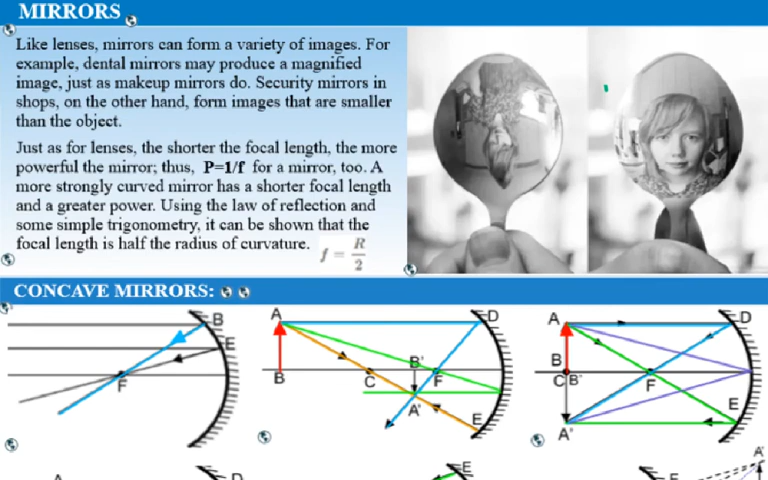 MIRRORS
Like lenses, mirrors can form a variety of images. For
example, dental mirrors may produce a magnified
image, just as makeup mirrors do. Security mirrors in
shops, on the other hand, form images that are smaller
than the object.
Just as for lenses, the shorter the focal length, the more
powerful the mirror; thus, P=1/f for a mirror, too. A
more strongly curved mirror has a shorter focal length
and a greater power. Using the law of reflection and
some simple trigonometry, it can be shown that the
focal length is half the radius of curvature. f = R/2
CONCAVE MIRRORS:
B
E
F
A
D
B'
B
C
F
A'
E
A
D
B
C B'
F
E
A'
A
D
E
E
A'